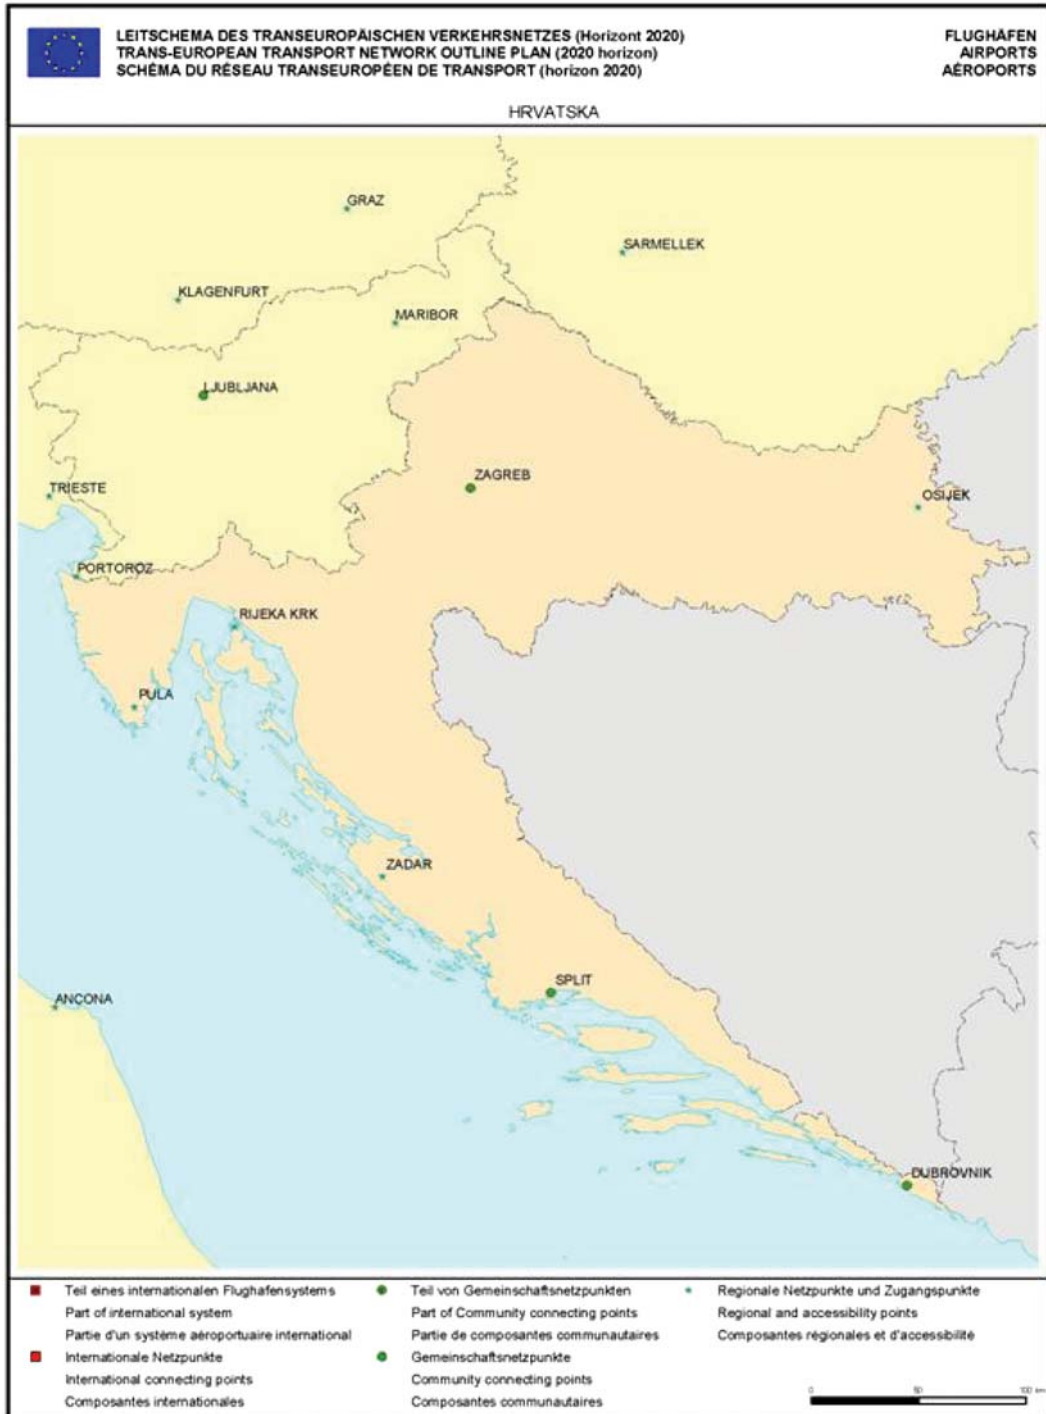 LEITSCHEMA DES TRANSEUROPÄISCHEN VERKEHRSNETZES (Horizont 2020)
TRANS-EUROPEAN TRANSPORT NETWORK OUTLINE PLAN (2020 horizon)
SCHÉMA DU RÉSEAU TRANSEUROPÉEN DE TRANSPORT (horizon 2020)
FLUGHÄFEN
AIRPORTS
AÉROPORTS
HRVATSKA
GRAZ
SARMELLEK
KLAGENFURT
MARIBOR
LJUBLJANA
ZAGREB
TRIESTE
OSIJEK
PORTOROZ
RIJEKA KRK
PULA
ZADAR
SPLIT
ANCONA
DUBROVNIK
Teil eines internationalen Flughafensystems
Part of international system
Partie d'un système aéroportuaire international
Internationale Netzpunkte
International connecting points
Composantes internationales
Teil von Gemeinschaftsnetzpunkten
Part of Community connecting points
Partie de composantes communautaires
Gemeinschaftsnetzpunkte
Community connecting points
Composantes communautaires
Regionale Netzpunkte und Zugangspunkte
Regional and accessibility points
Composantes régionales et d'accessibilité
0 50 100 km